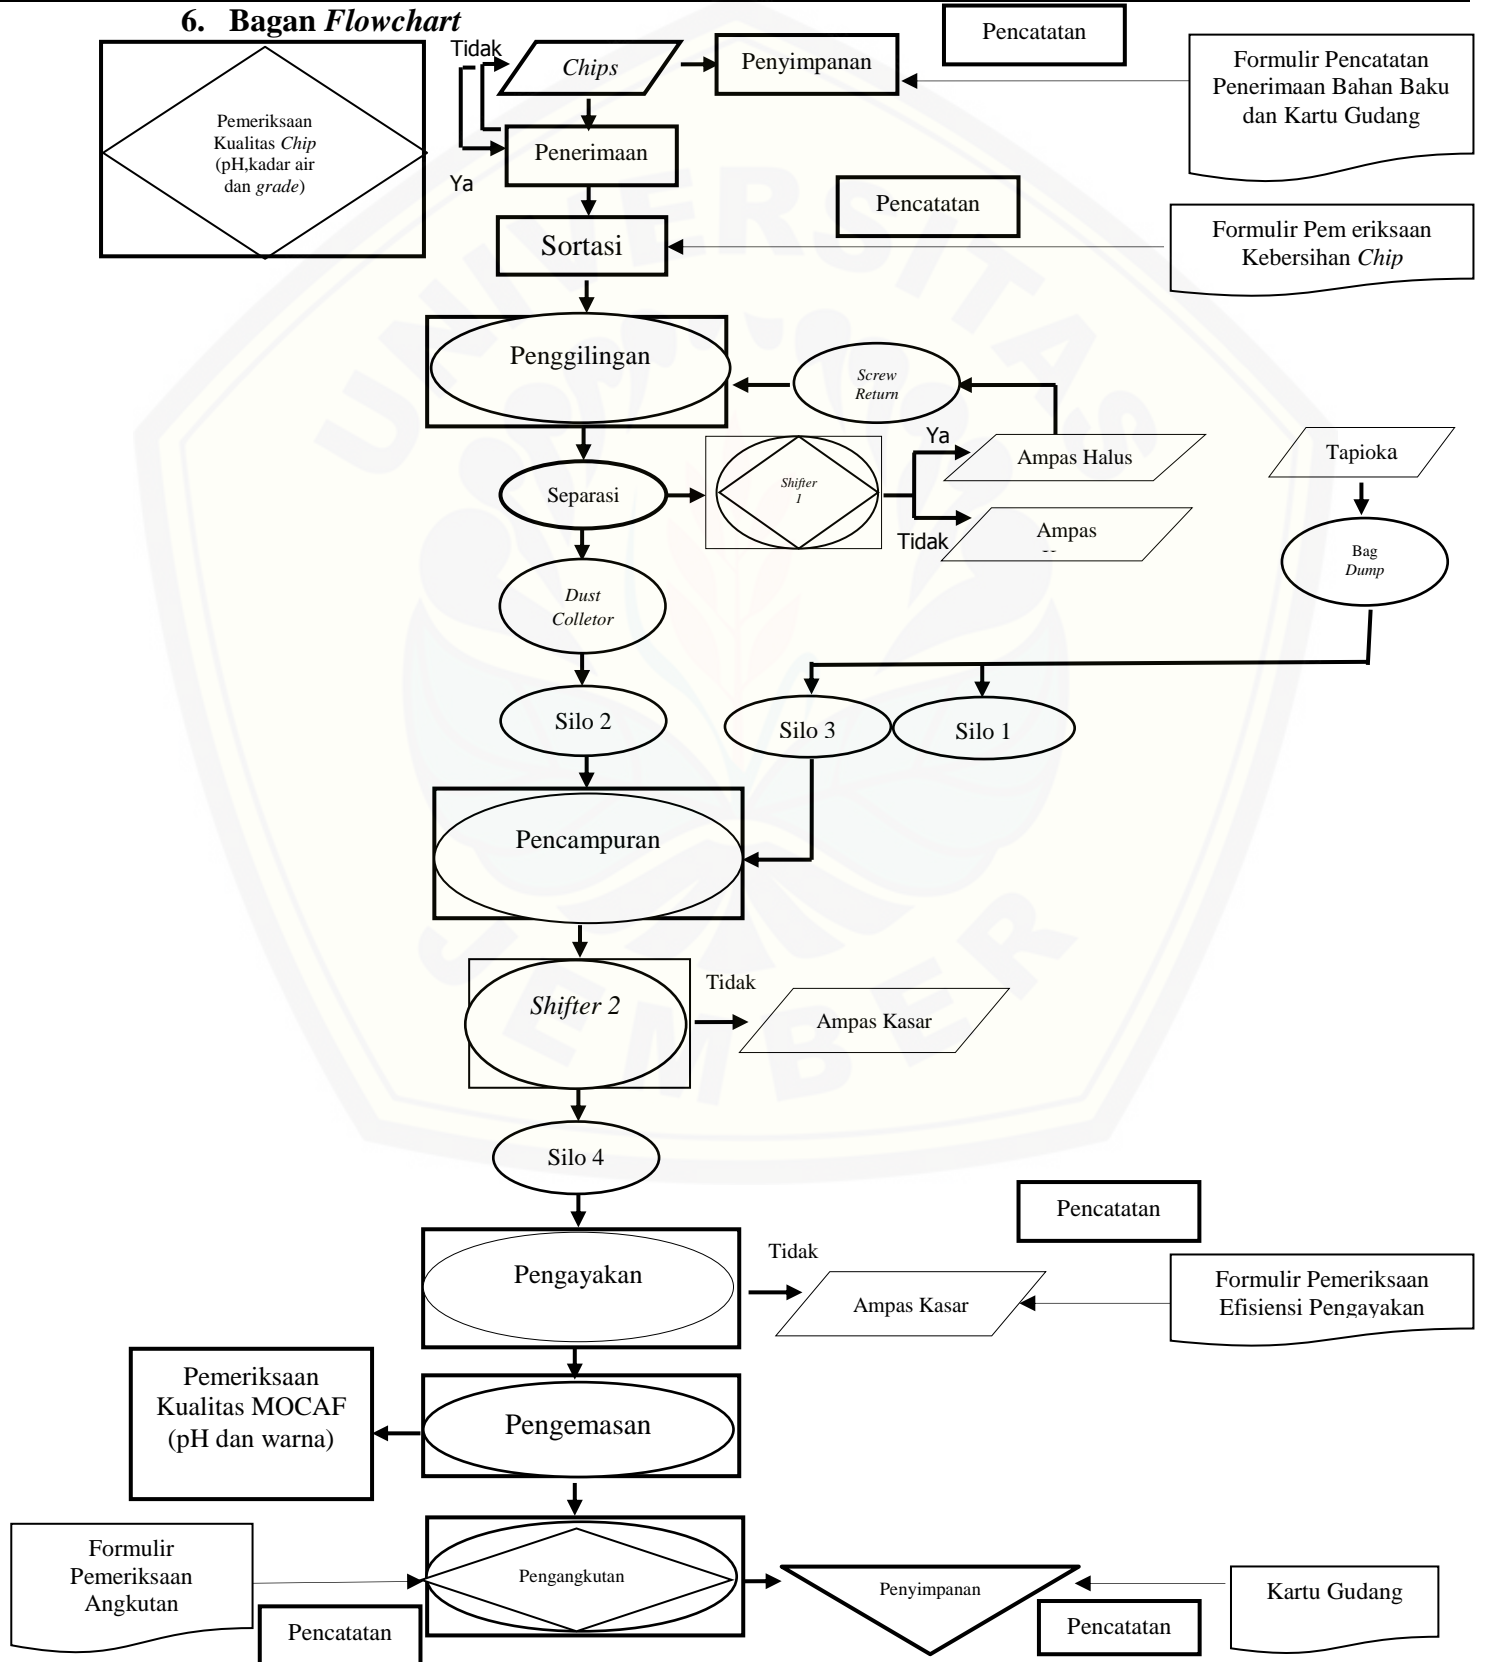 6. Bagan Flowchart
Pencatatan
Tidak
Chips
Penyimpanan
Formulir Pencatatan
Penerimaan Bahan Baku
dan Kartu Gudang
Pemeriksaan
Kualitas Chip
(pH,kadar air
dan grade)
Penerimaan
Ya
Pencatatan
Sortasi
Formulir Pem eriksaan
Kebersihan Chip
Penggilingan
Screw
Return
Ya
Ampas Halus
Tapioka
Separasi
Shifter
1
Tidak
Ampas
Bag
Dump
Dust
Colletor
Silo 2
Silo 3
Silo 1
Pencampuran
Shifter 2
Tidak
Ampas Kasar
Silo 4
Pencatatan
Pengayakan
Tidak
Ampas Kasar
Formulir Pemeriksaan
Efisiensi Pengayakan
Pemeriksaan
Kualitas MOCAF
(pH dan warna)
Pengemasan
Formulir
Pemeriksaan
Angkutan
Pengangkutan
Penyimpanan
Kartu Gudang
Pencatatan
Pencatatan
UNIVERSITAS
JEMBER